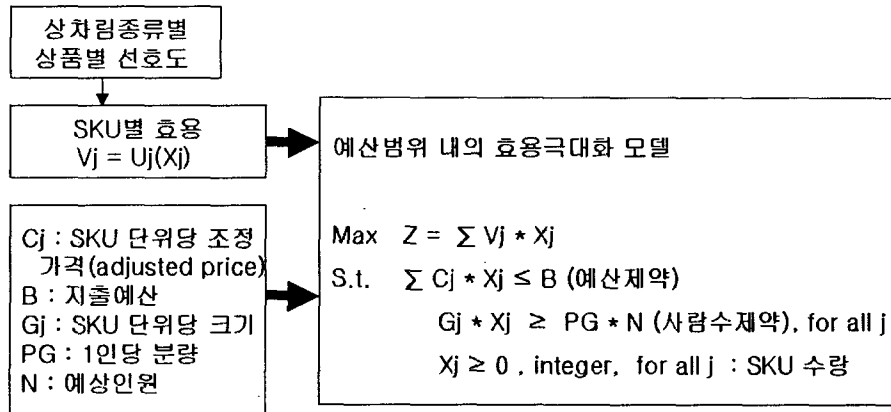 상차림종류별
상품별 선호도
SKU별 효용
Vj = Uj(Xj)
Cj : SKU 단위당 조정
가격(adjusted price)
B : 지출예산
Gj : SKU 단위당 크기
PG : 1인당 분량
N : 예상인원
예산범위 내의 효용극대화 모델
Max Z = ∑ Vj * Xj
S.t. ∑ Cj * Xj ≤ B (예산제약)
Gj * Xj ≥ PG * N (사람수제약), for all j
Xj ≥ 0 , integer, for all j : SKU 수량